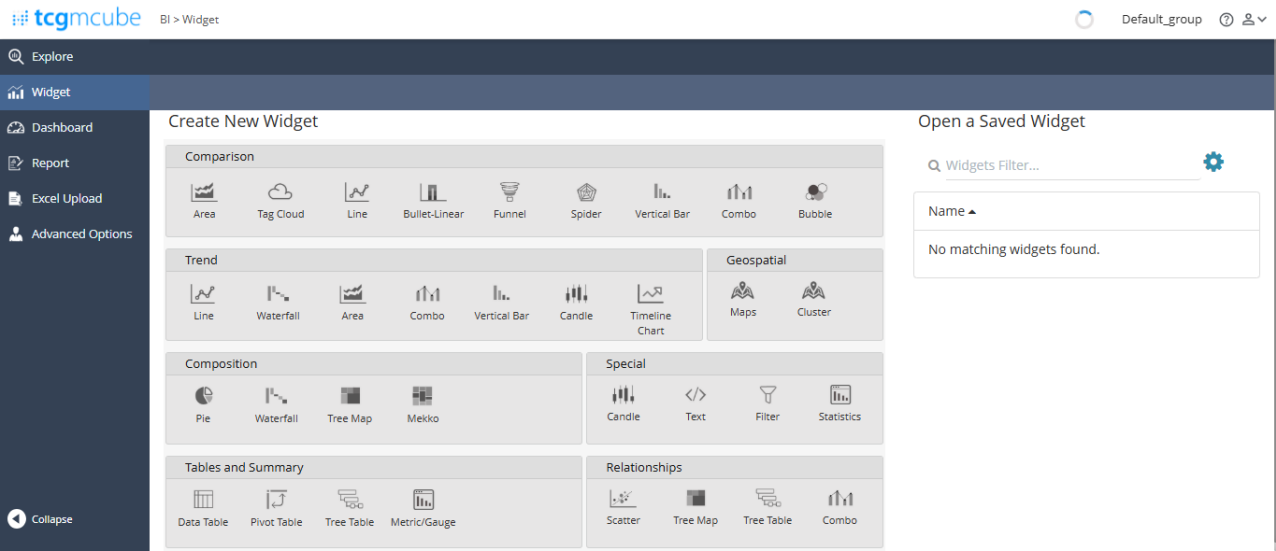 tcgmcube BI > Widget Default_group
Explore
Widget
Dashboard
Report
Excel Upload
Advanced Options
Collapse
Create New Widget
Comparison
Area Tag Cloud Line Bullet-Linear Funnel Spider Vertical Bar Combo Bubble
Trend
Line Waterfall Area Combo Vertical Bar Candle Timeline
Chart
Geospatial
Maps Cluster
Composition
Pie Waterfall Tree Map Mekko
Special
Candle Text Filter Statistics
Tables and Summary
Data Table Pivot Table Tree Table Metric/Gauge
Relationships
Scatter Tree Map Tree Table Combo
Open a Saved Widget
Widgets Filter...
Name
No matching widgets found.